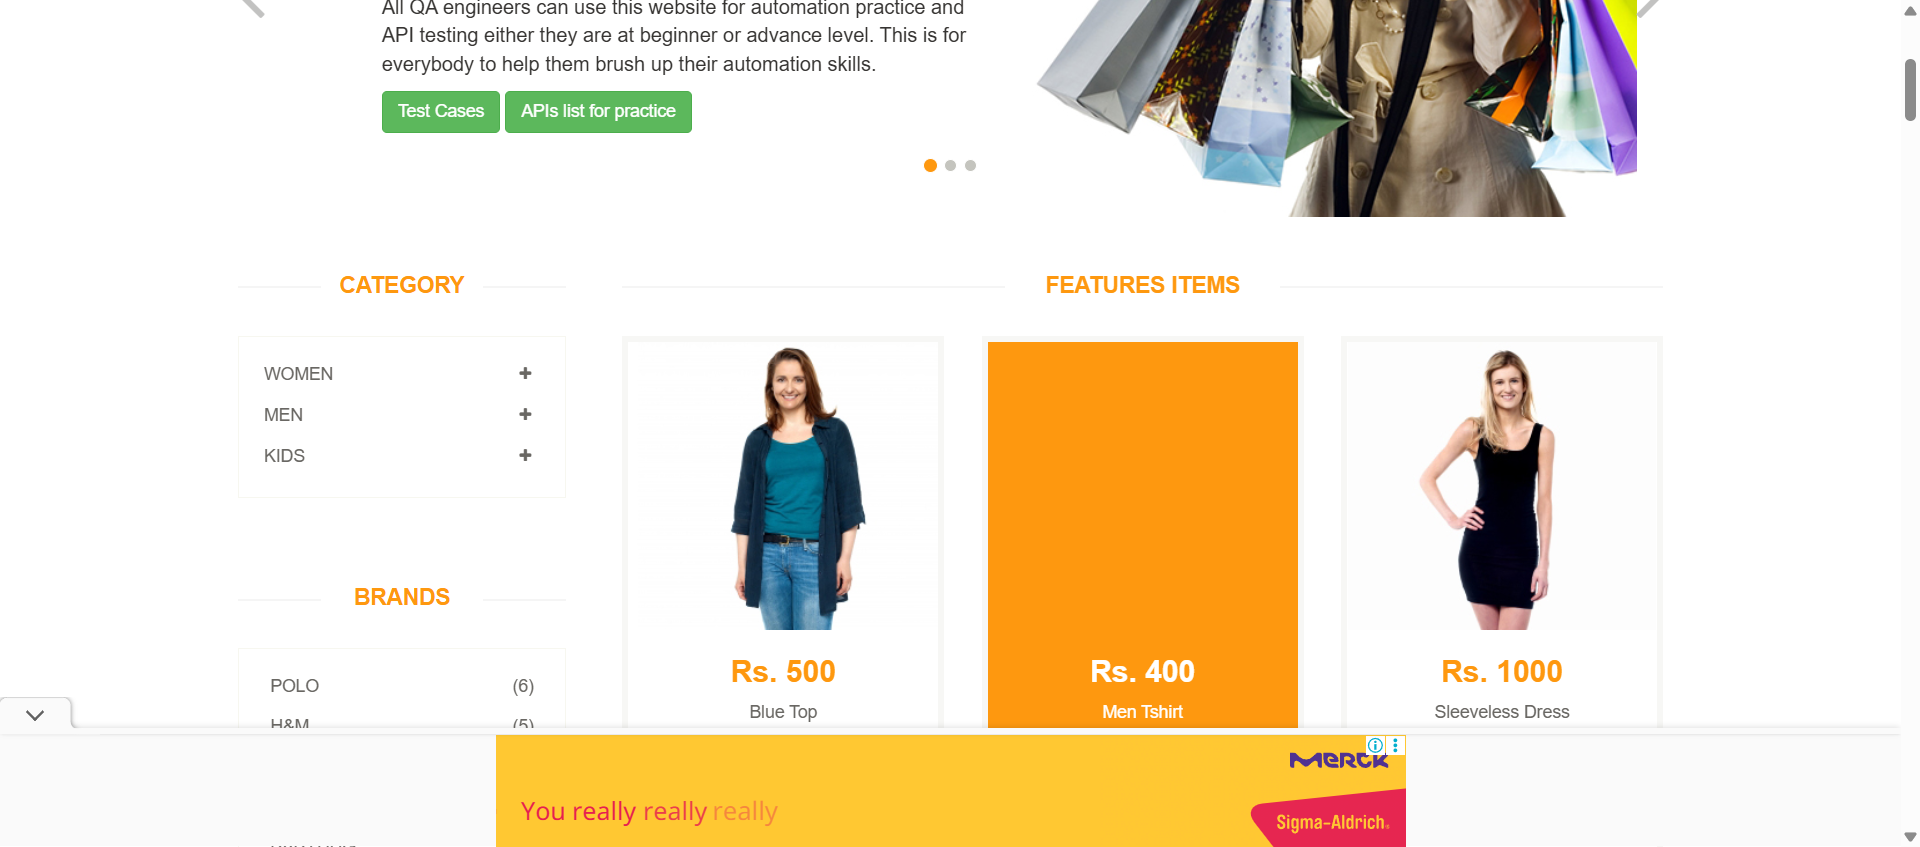 All QA engineers can use this website for automation practice and
API testing either they are at beginner or advance level. This is for
everybody to help them brush up their automation skills.
Test Cases
APIs list for practice
CATEGORY
WOMEN
MEN
KIDS
BRANDS
POLO (6)
H&M (5)
FEATURES ITEMS
Rs. 500
Blue Top
Rs. 400
Men Tshirt
Rs. 1000
Sleeveless Dress
You really really really
MERCK
Sigma-Aldrich®